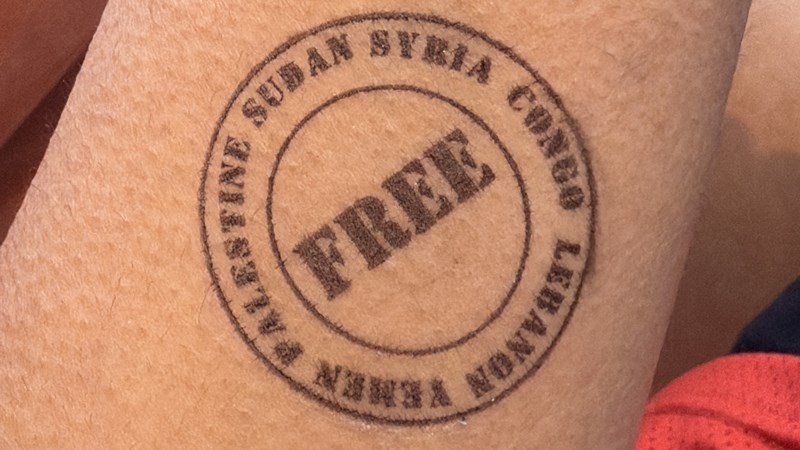 PALESTINE SUDAN SYRIA CONGO LEBANON YEMEN
FREE